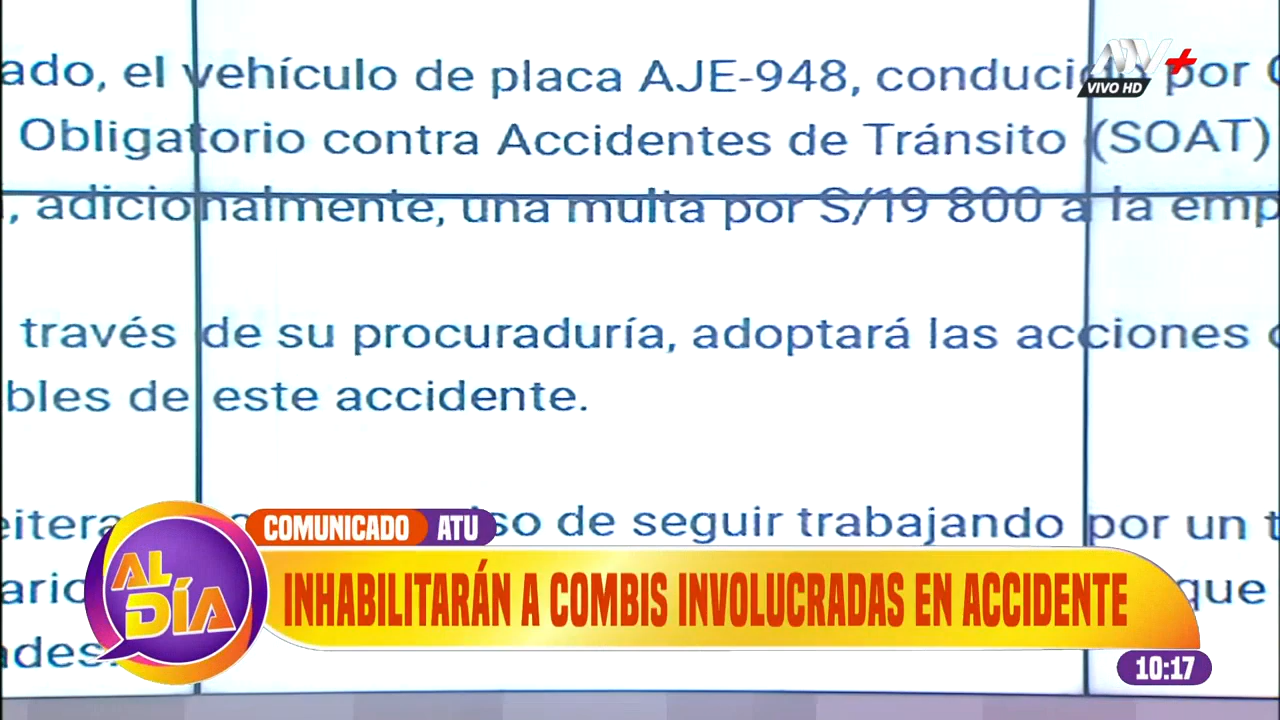 ado, el vehículo de placa AJE-948, conducido por
ATV+
VIVO HD
Obligatorio contra Accidentes de Tránsito (SOAT)
, adicionalmente, una multa por S/19 800 a la emp
través de su procuraduría, adoptará las acciones
bles de este accidente.
eitera so de seguir trabajando por un t
COMUNICADO ATU
ario que
AL DÍA
INHABILITARÁN A COMBIS INVOLUCRADAS EN ACCIDENTE
ades.
10:17